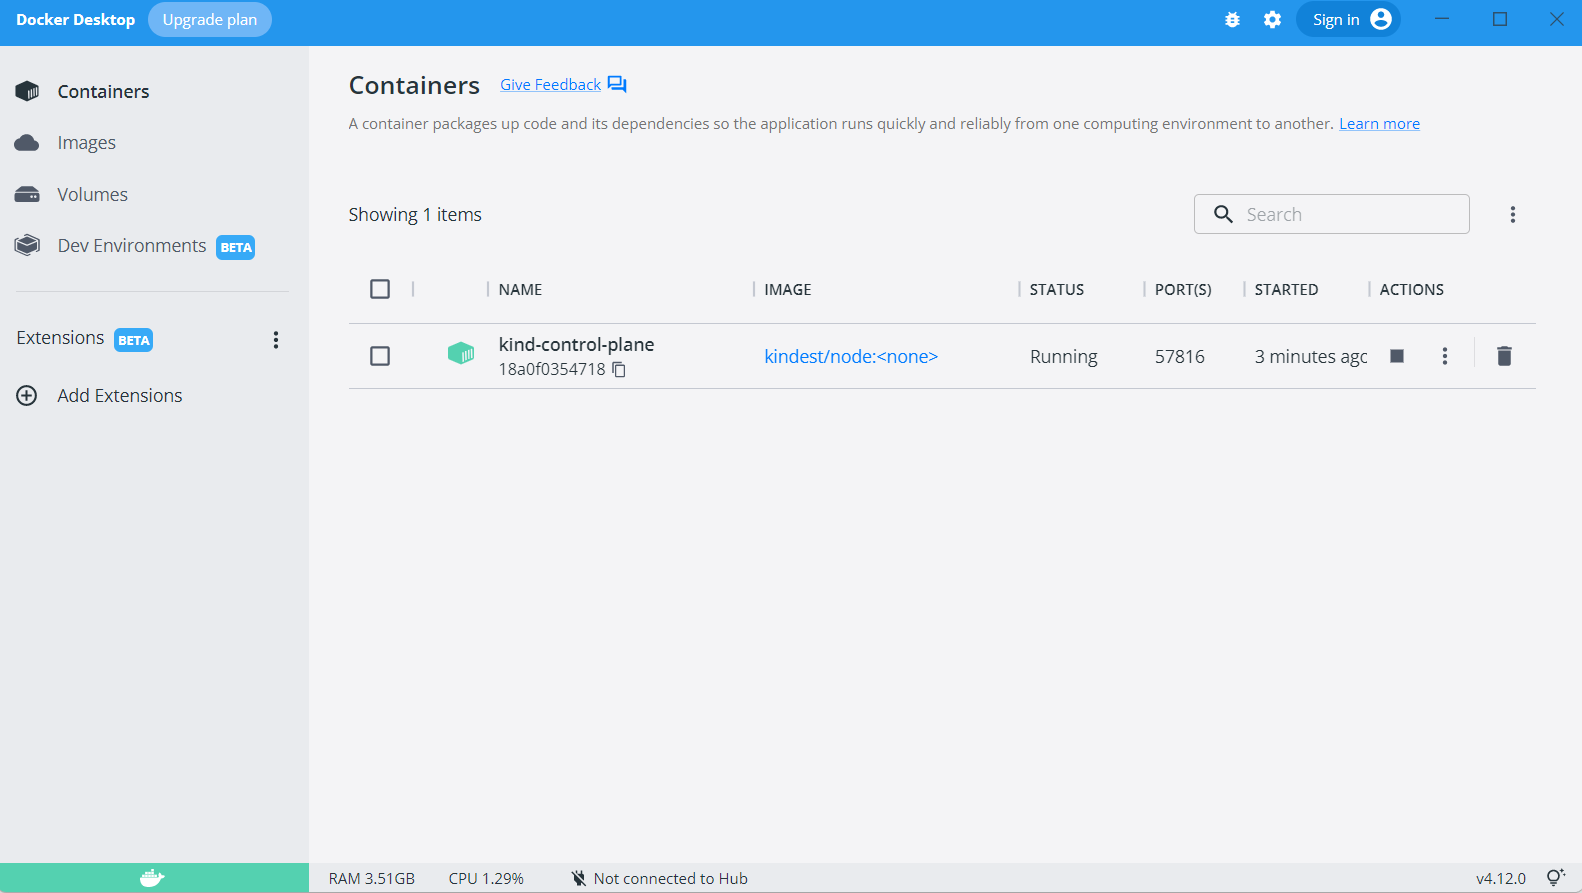 Docker Desktop Upgrade plan Sign in
Containers
Images
Volumes
Dev Environments BETA
Extensions BETA
Add Extensions
Containers Give Feedback
A container packages up code and its dependencies so the application runs quickly and reliably from one computing environment to another. Learn more
Showing 1 items Search
NAME IMAGE STATUS PORT(S) STARTED ACTIONS
kind-control-plane
18a0f0354718
kindest/node:<none> Running 57816 3 minutes agc
RAM 3.51GB CPU 1.29% Not connected to Hub v4.12.0